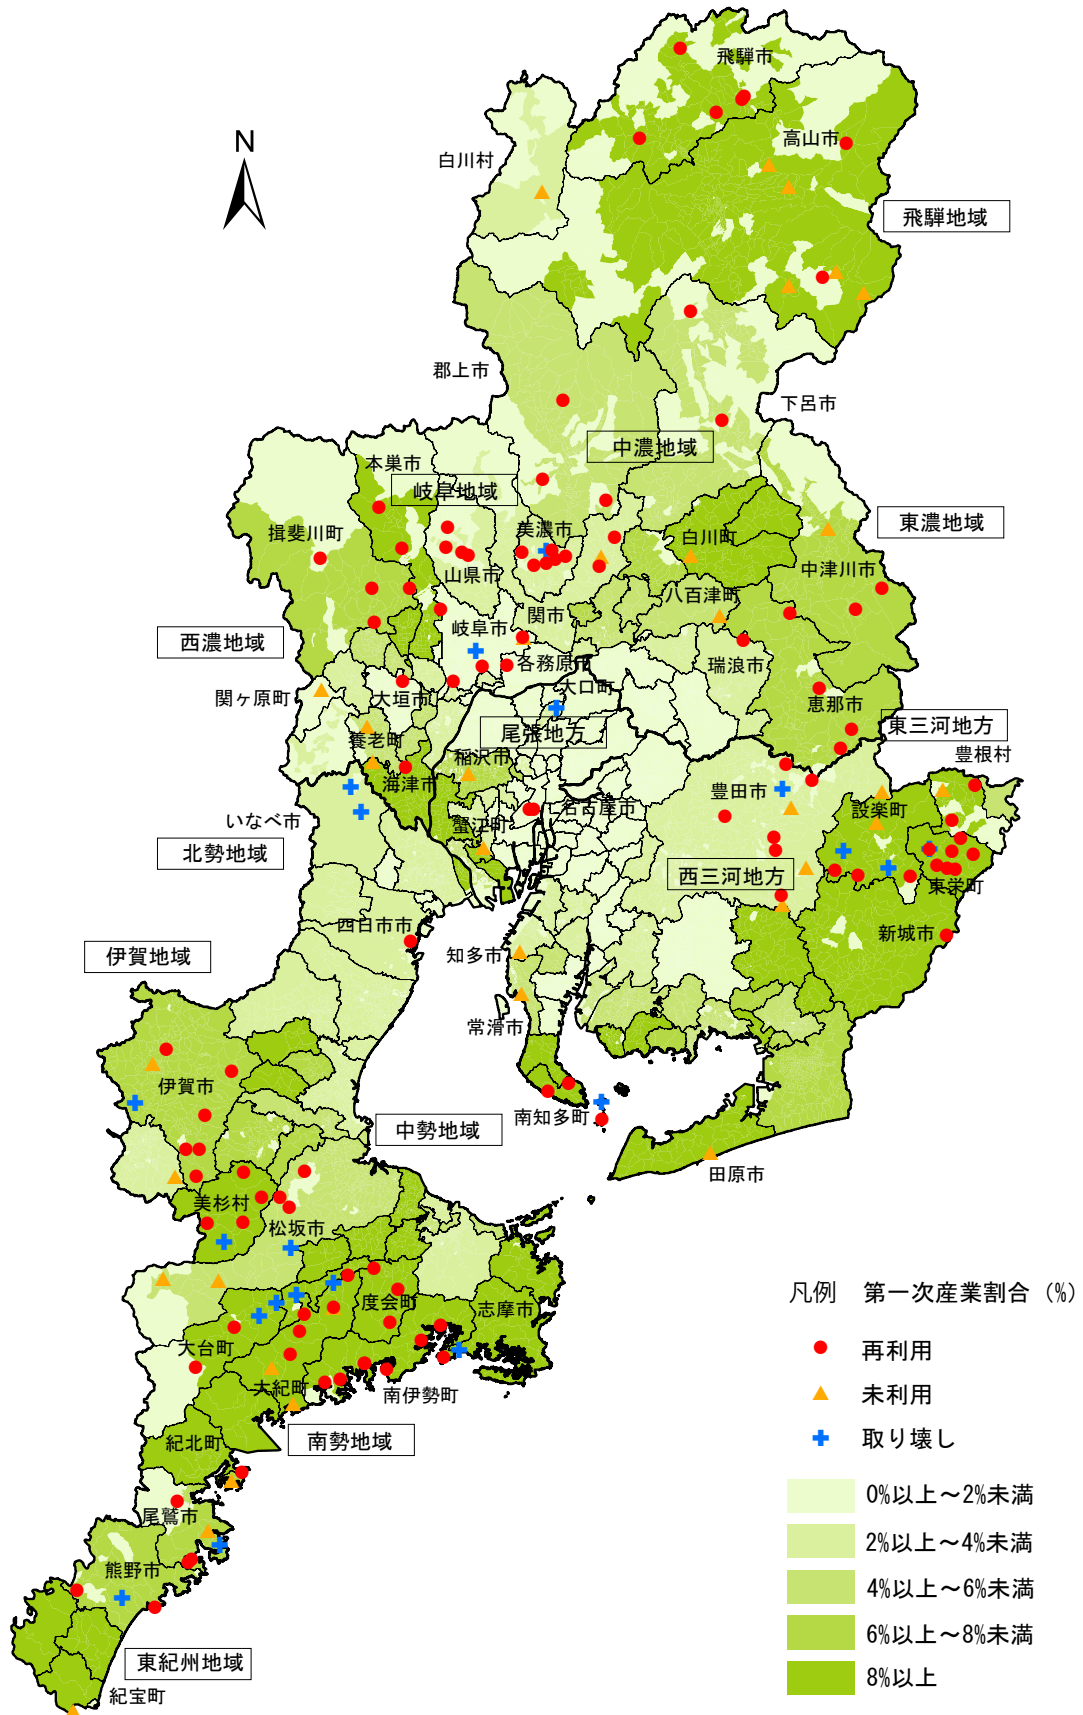 飛騨市
N
高山市
白川村
飛騨地域
郡上市
下呂市
中濃地域
本巣市
岐阜地域
東濃地域
美濃市
揖斐川町
白川町
中津川市
山県市
八百津町
関市
岐阜市
西濃地域
瑞浪市
各務原市
関ヶ原町
大垣市
大口町
恵那市
東三河地方
尾張地方
養老町
豊根村
稲沢市
海津市
豊田市
名古屋市
設楽町
いなべ市
蟹江町
北勢地域
西三河地方
東栄町
四日市市
新城市
伊賀地域
知多市
常滑市
伊賀市
南知多町
中勢地域
田原市
美杉村
松坂市
凡例 第一次産業割合(%)
度会町
志摩市
大台町
再利用
大紀町
南伊勢町
未利用
取り壊し
紀北町
南勢地域
0%以上～2%未満
尾鷲市
2%以上～4%未満
熊野市
4%以上～6%未満
6%以上～8%未満
東紀州地域
8%以上
紀宝町